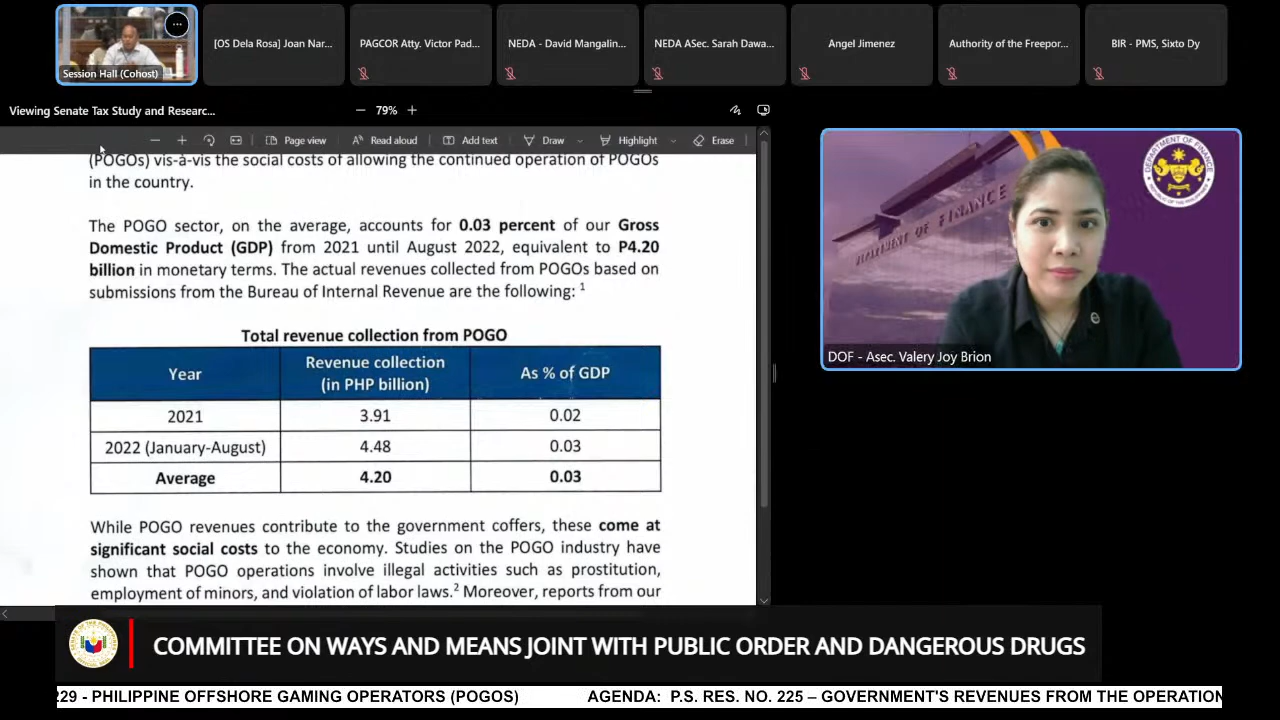 Session Hall (Cohost)
[OS Dela Rosa] Joan Nar...
PAGCOR Atty. Victor Pad...
NEDA - David Mangalin...
NEDA ASec. Sarah Dawa...
Angel Jimenez
Authority of the Freepor...
BIR - PMS, Sixto Dy
Viewing Senate Tax Study and Researc...
79%
Page view
Read aloud
Add text
Draw
Highlight
Erase
(POGOs) vis-à-vis the social costs of allowing the continued operation of POGOs
in the country.
The POGO sector, on the average, accounts for 0.03 percent of our Gross
Domestic Product (GDP) from 2021 until August 2022, equivalent to P4.20
billion in monetary terms. The actual revenues collected from POGOs based on
submissions from the Bureau of Internal Revenue are the following: 1
Total revenue collection from POGO
Year Revenue collection (in PHP billion) As % of GDP
2021 3.91 0.02
2022 (January-August) 4.48 0.03
Average 4.20 0.03
While POGO revenues contribute to the government coffers, these come at
significant social costs to the economy. Studies on the POGO industry have
shown that POGO operations involve illegal activities such as prostitution,
employment of minors, and violation of labor laws.2 Moreover, reports from our
DEPARTMENT OF FINANCE
DEPARTMENT OF FINANCE
DOF - Asec. Valery Joy Brion
COMMITTEE ON WAYS AND MEANS JOINT WITH PUBLIC ORDER AND DANGEROUS DRUGS
229 - PHILIPPINE OFFSHORE GAMING OPERATORS (POGOS) AGENDA: P.S. RES. NO. 225 – GOVERNMENT'S REVENUES FROM THE OPERATION